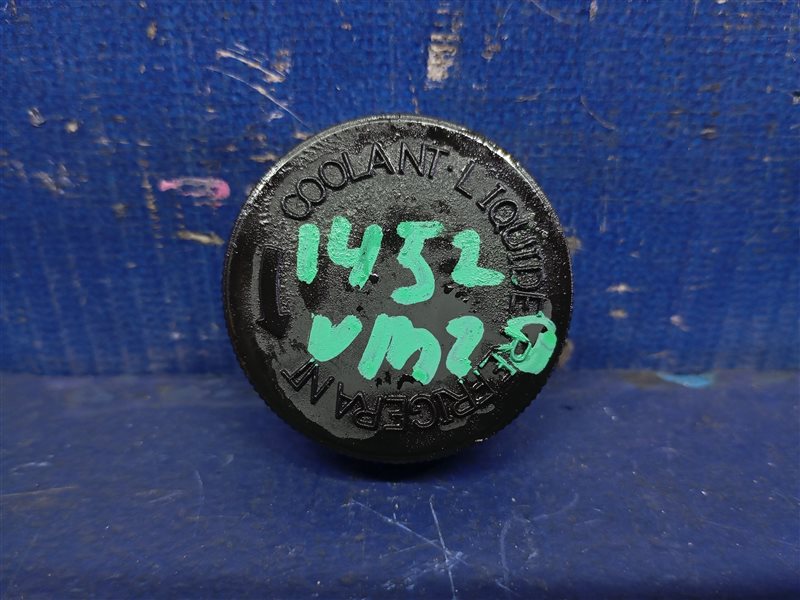 COOLANT · LIQUIDE REFRIGERANT
1452
VM20